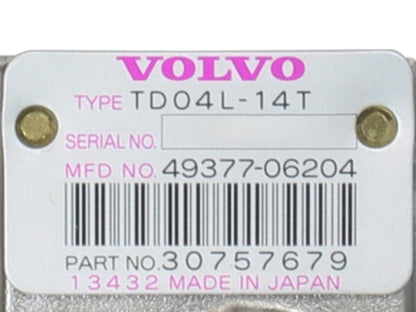 VOLVO
TYPE TD04L-14T
SERIAL NO.
MFD NO. 49377-06204
PART NO. 30757679
13432 MADE IN JAPAN